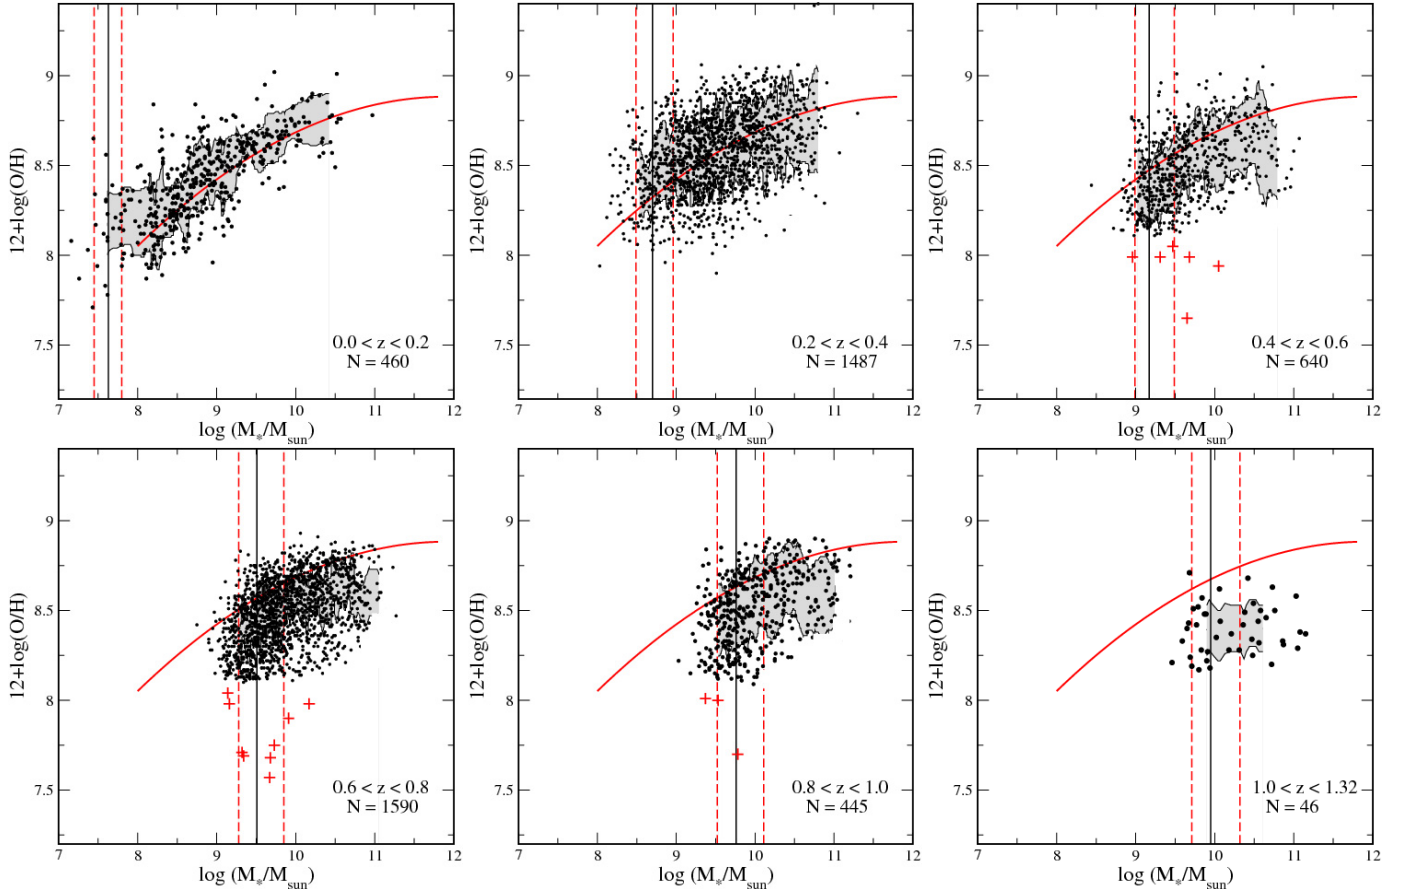 9
8.5
8
7.5
12+log(O/H)
0.0 < z < 0.2
N = 460
7 8 9 10 11 12
log (M*/Msun)
9
8.5
8
7.5
12+log(O/H)
0.2 < z < 0.4
N = 1487
7 8 9 10 11 12
log (M*/Msun)
9
8.5
8
7.5
12+log(O/H)
0.4 < z < 0.6
N = 640
7 8 9 10 11 12
log (M*/Msun)
9
8.5
8
7.5
12+log(O/H)
0.6 < z < 0.8
N = 1590
7 8 9 10 11 12
log (M*/Msun)
9
8.5
8
7.5
12+log(O/H)
0.8 < z < 1.0
N = 445
7 8 9 10 11 12
log (M*/Msun)
9
8.5
8
7.5
12+log(O/H)
1.0 < z < 1.32
N = 46
7 8 9 10 11 12
log (M*/Msun)